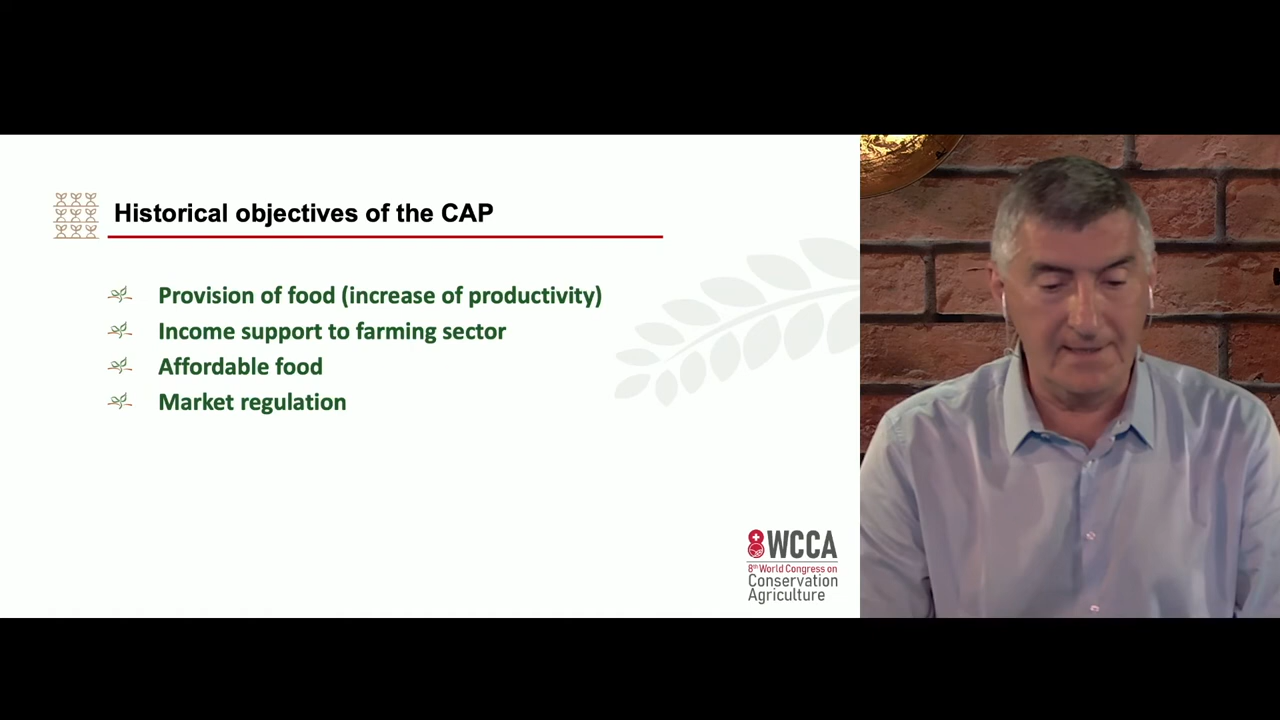 Historical objectives of the CAP
Provision of food (increase of productivity)
Income support to farming sector
Affordable food
Market regulation
8WCCA
8th World Congress on
Conservation
Agriculture